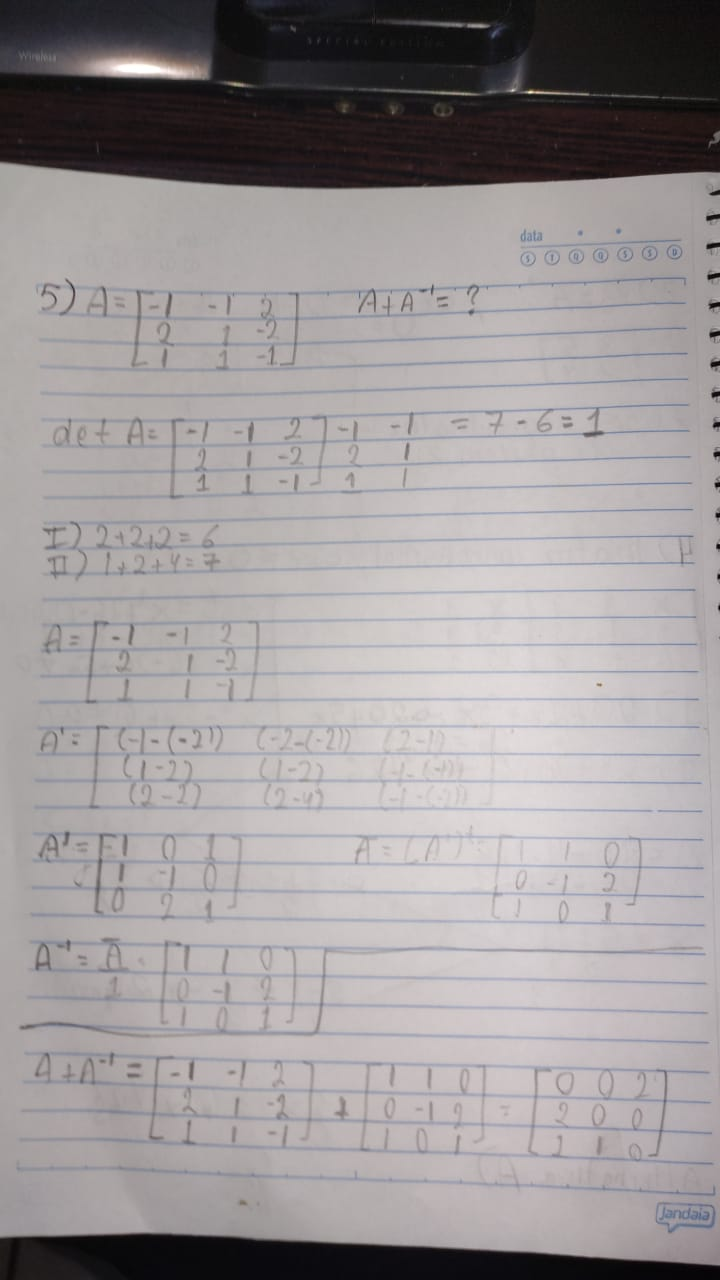 Wireless
SPECIAL EDITION
data
S T Q Q S S D
5) A = [-1 -1 2 A + A⁻¹ = ?
2 1 -2
1 1 -1]
det A = [-1 -1 2] -1 -1 = 7 - 6 = 1
2 1 -2 2 1
1 1 -1 1 1
I) 2+2+2 = 6
II) 1+2+4 = 7
A = [-1 -1 2
2 1 -2
1 1 -1]
A' = [(-1-(-2)) (-2-(-2)) (2-1)
(1-2) (1-2) (-1-(-1))
(2-2) (2-4) (-1-(-2))]
A' = [-1 0 1 A̅ = (A')ᵗ = [1 1 0
1 -1 0 0 -1 2
0 2 1] 1 0 1]
A⁻¹ = A̅ . [1 1 0
1 0 -1 2
1 0 1]
A + A⁻¹ = [-1 -1 2] + [1 1 0] = [0 0 2]
2 1 -2 0 -1 2 2 0 0
1 1 -1 1 0 1 2 1 0
Jandaia